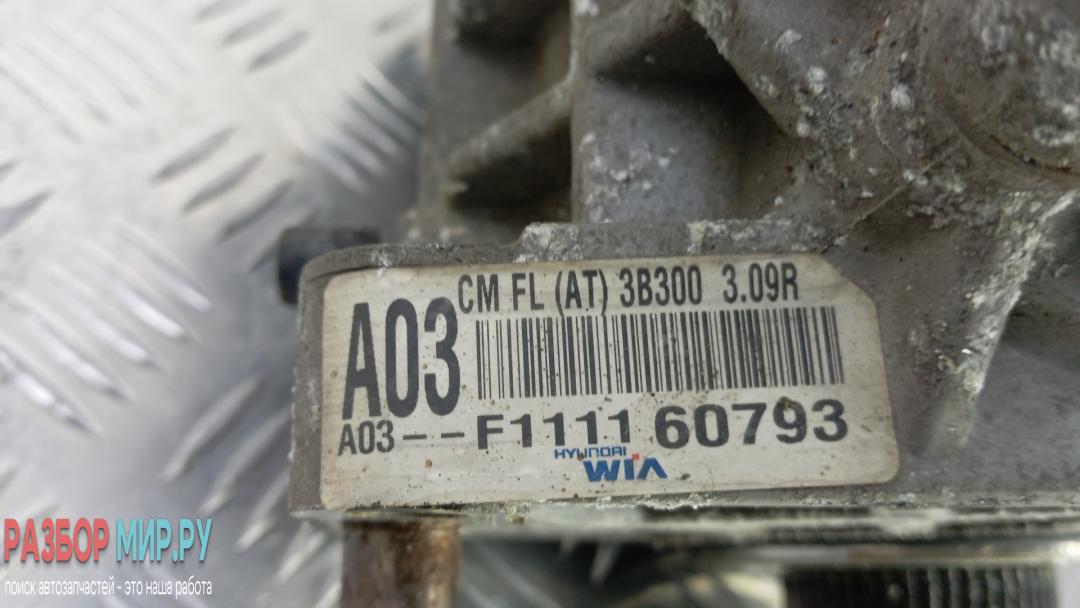 CM FL (AT) 3B300 3.09R
A03
A03--F1111 60793
HYUNDAI
WIA
РАЗБОР МИР.РУ
поиск автозапчастей - это наша работа